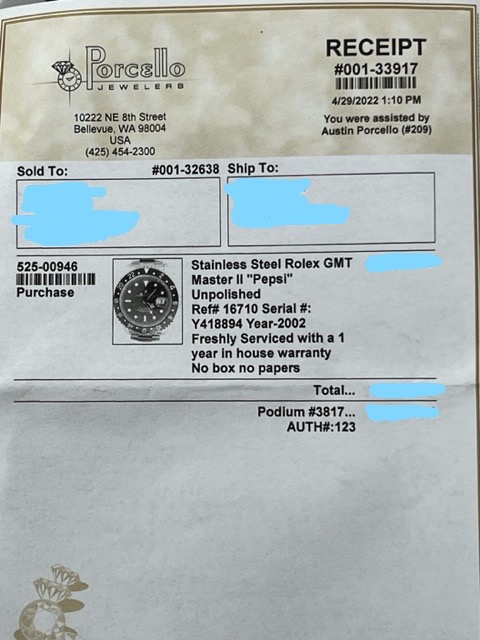 Porcello
JEWELERS
10222 NE 8th Street
Bellevue, WA 98004
USA
(425) 454-2300
RECEIPT
#001-33917
4/29/2022 1:10 PM
You were assisted by
Austin Porcello (#209)
Sold To: #001-32638
Ship To:
525-00946
Purchase
Stainless Steel Rolex GMT
Master II "Pepsi"
Unpolished
Ref# 16710 Serial #:
Y418894 Year-2002
Freshly Serviced with a 1
year in house warranty
No box no papers
Total...
Podium #3817...
AUTH#:123